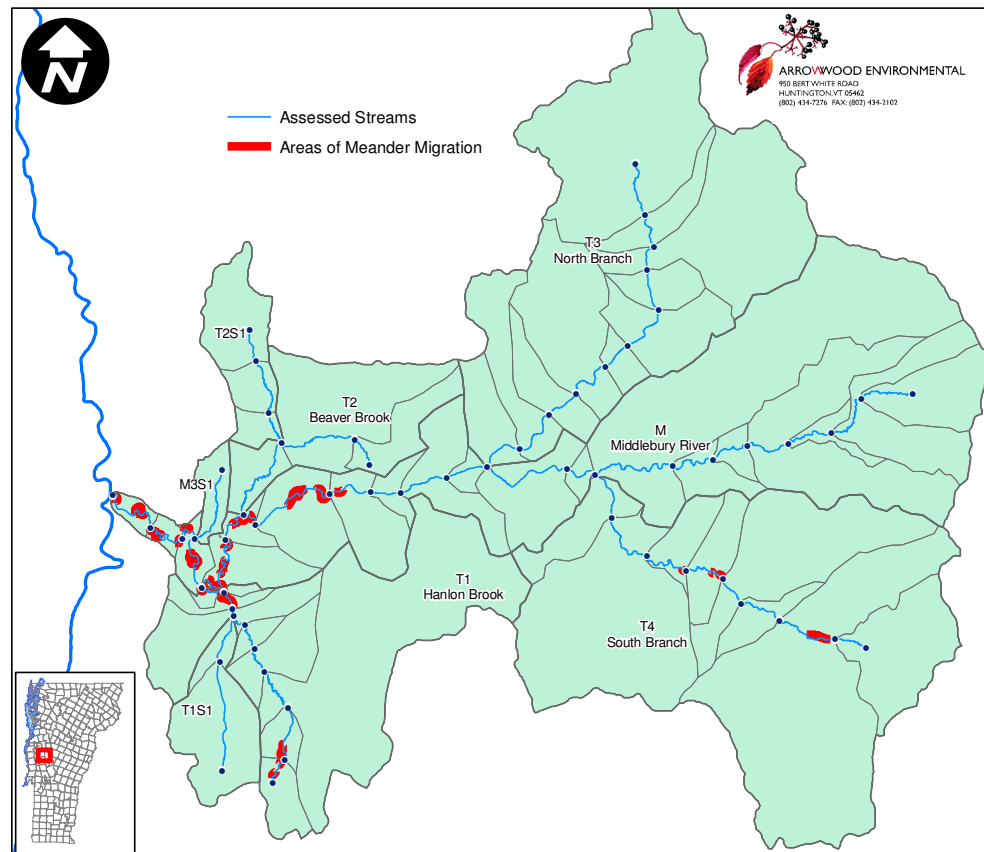 N
ARROWWOOD ENVIRONMENTAL
950 BERT WHITE ROAD
HUNTINGTON,VT 05462
(802) 434-7276 FAX: (802) 434-2102
Assessed Streams
Areas of Meander Migration
T3
North Branch
T2S1
T2
Beaver Brook
M
Middlebury River
M3S1
T1
Hanlon Brook
T4
South Branch
T1S1